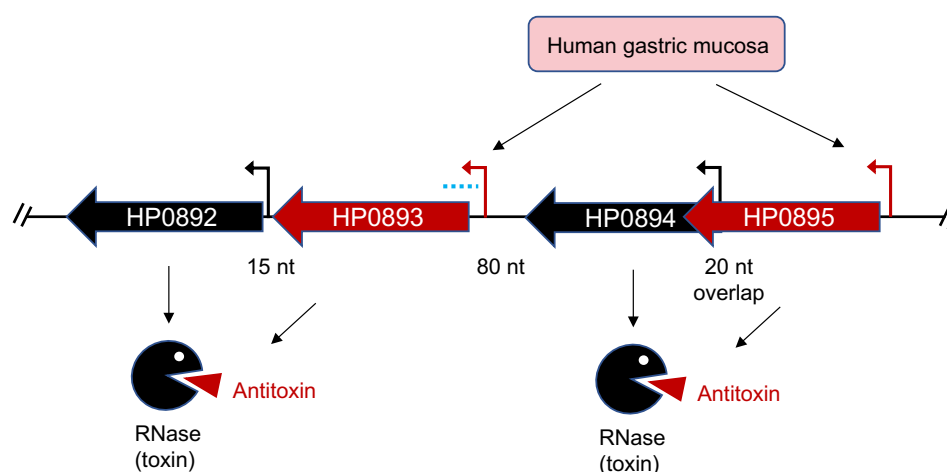 Human gastric mucosa
HP0892
HP0893
HP0894
HP0895
15 nt
80 nt
20 nt
overlap
Antitoxin
Antitoxin
RNase
(toxin)
RNase
(toxin)